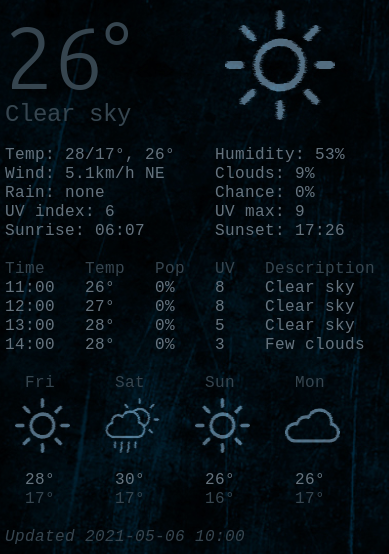 26°
Clear sky
Temp: 28/17°, 26° Humidity: 53%
Wind: 5.1km/h NE Clouds: 9%
Rain: none Chance: 0%
UV index: 6 UV max: 9
Sunrise: 06:07 Sunset: 17:26
Time Temp Pop UV Description
11:00 26° 0% 8 Clear sky
12:00 27° 0% 8 Clear sky
13:00 28° 0% 5 Clear sky
14:00 28° 0% 3 Few clouds
Fri Sat Sun Mon
28° 30° 26° 26°
17° 17° 16° 17°
Updated 2021-05-06 10:00